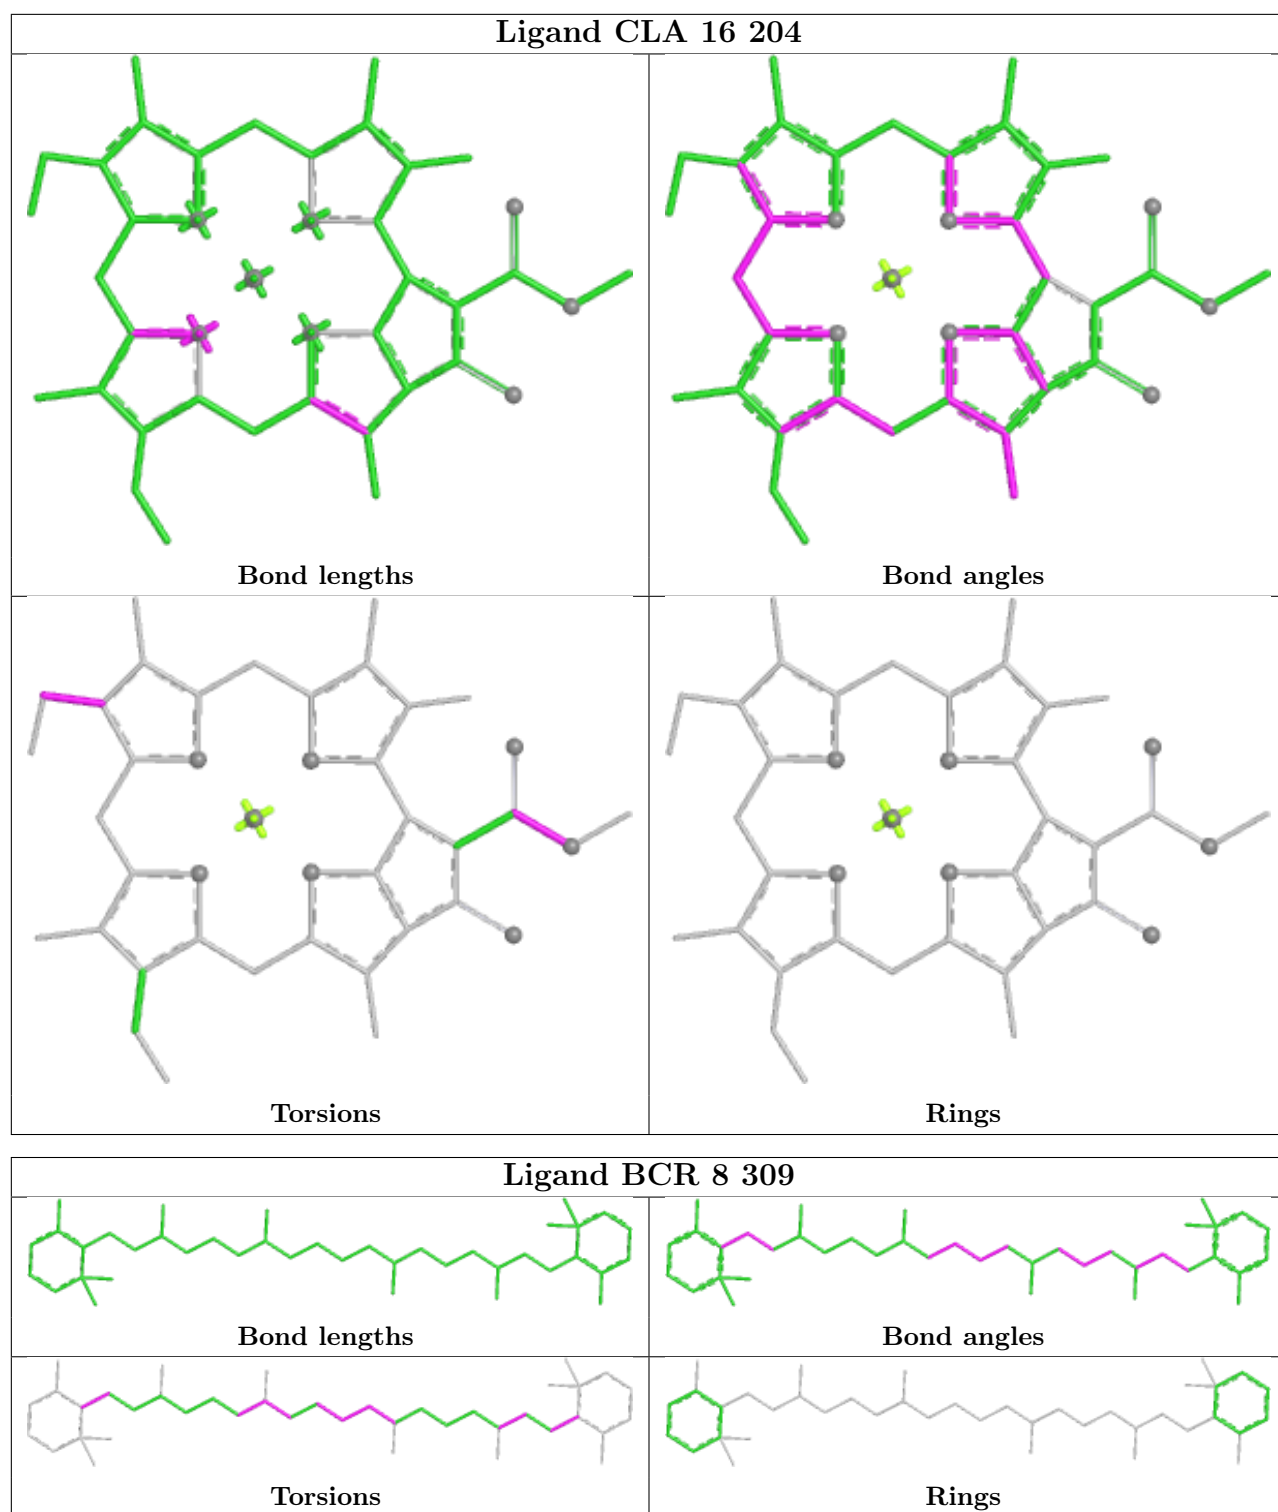 Ligand CLA 16 204
Bond lengths
Bond angles
Torsions
Rings
Ligand BCR 8 309
Bond lengths
Bond angles
Torsions
Rings